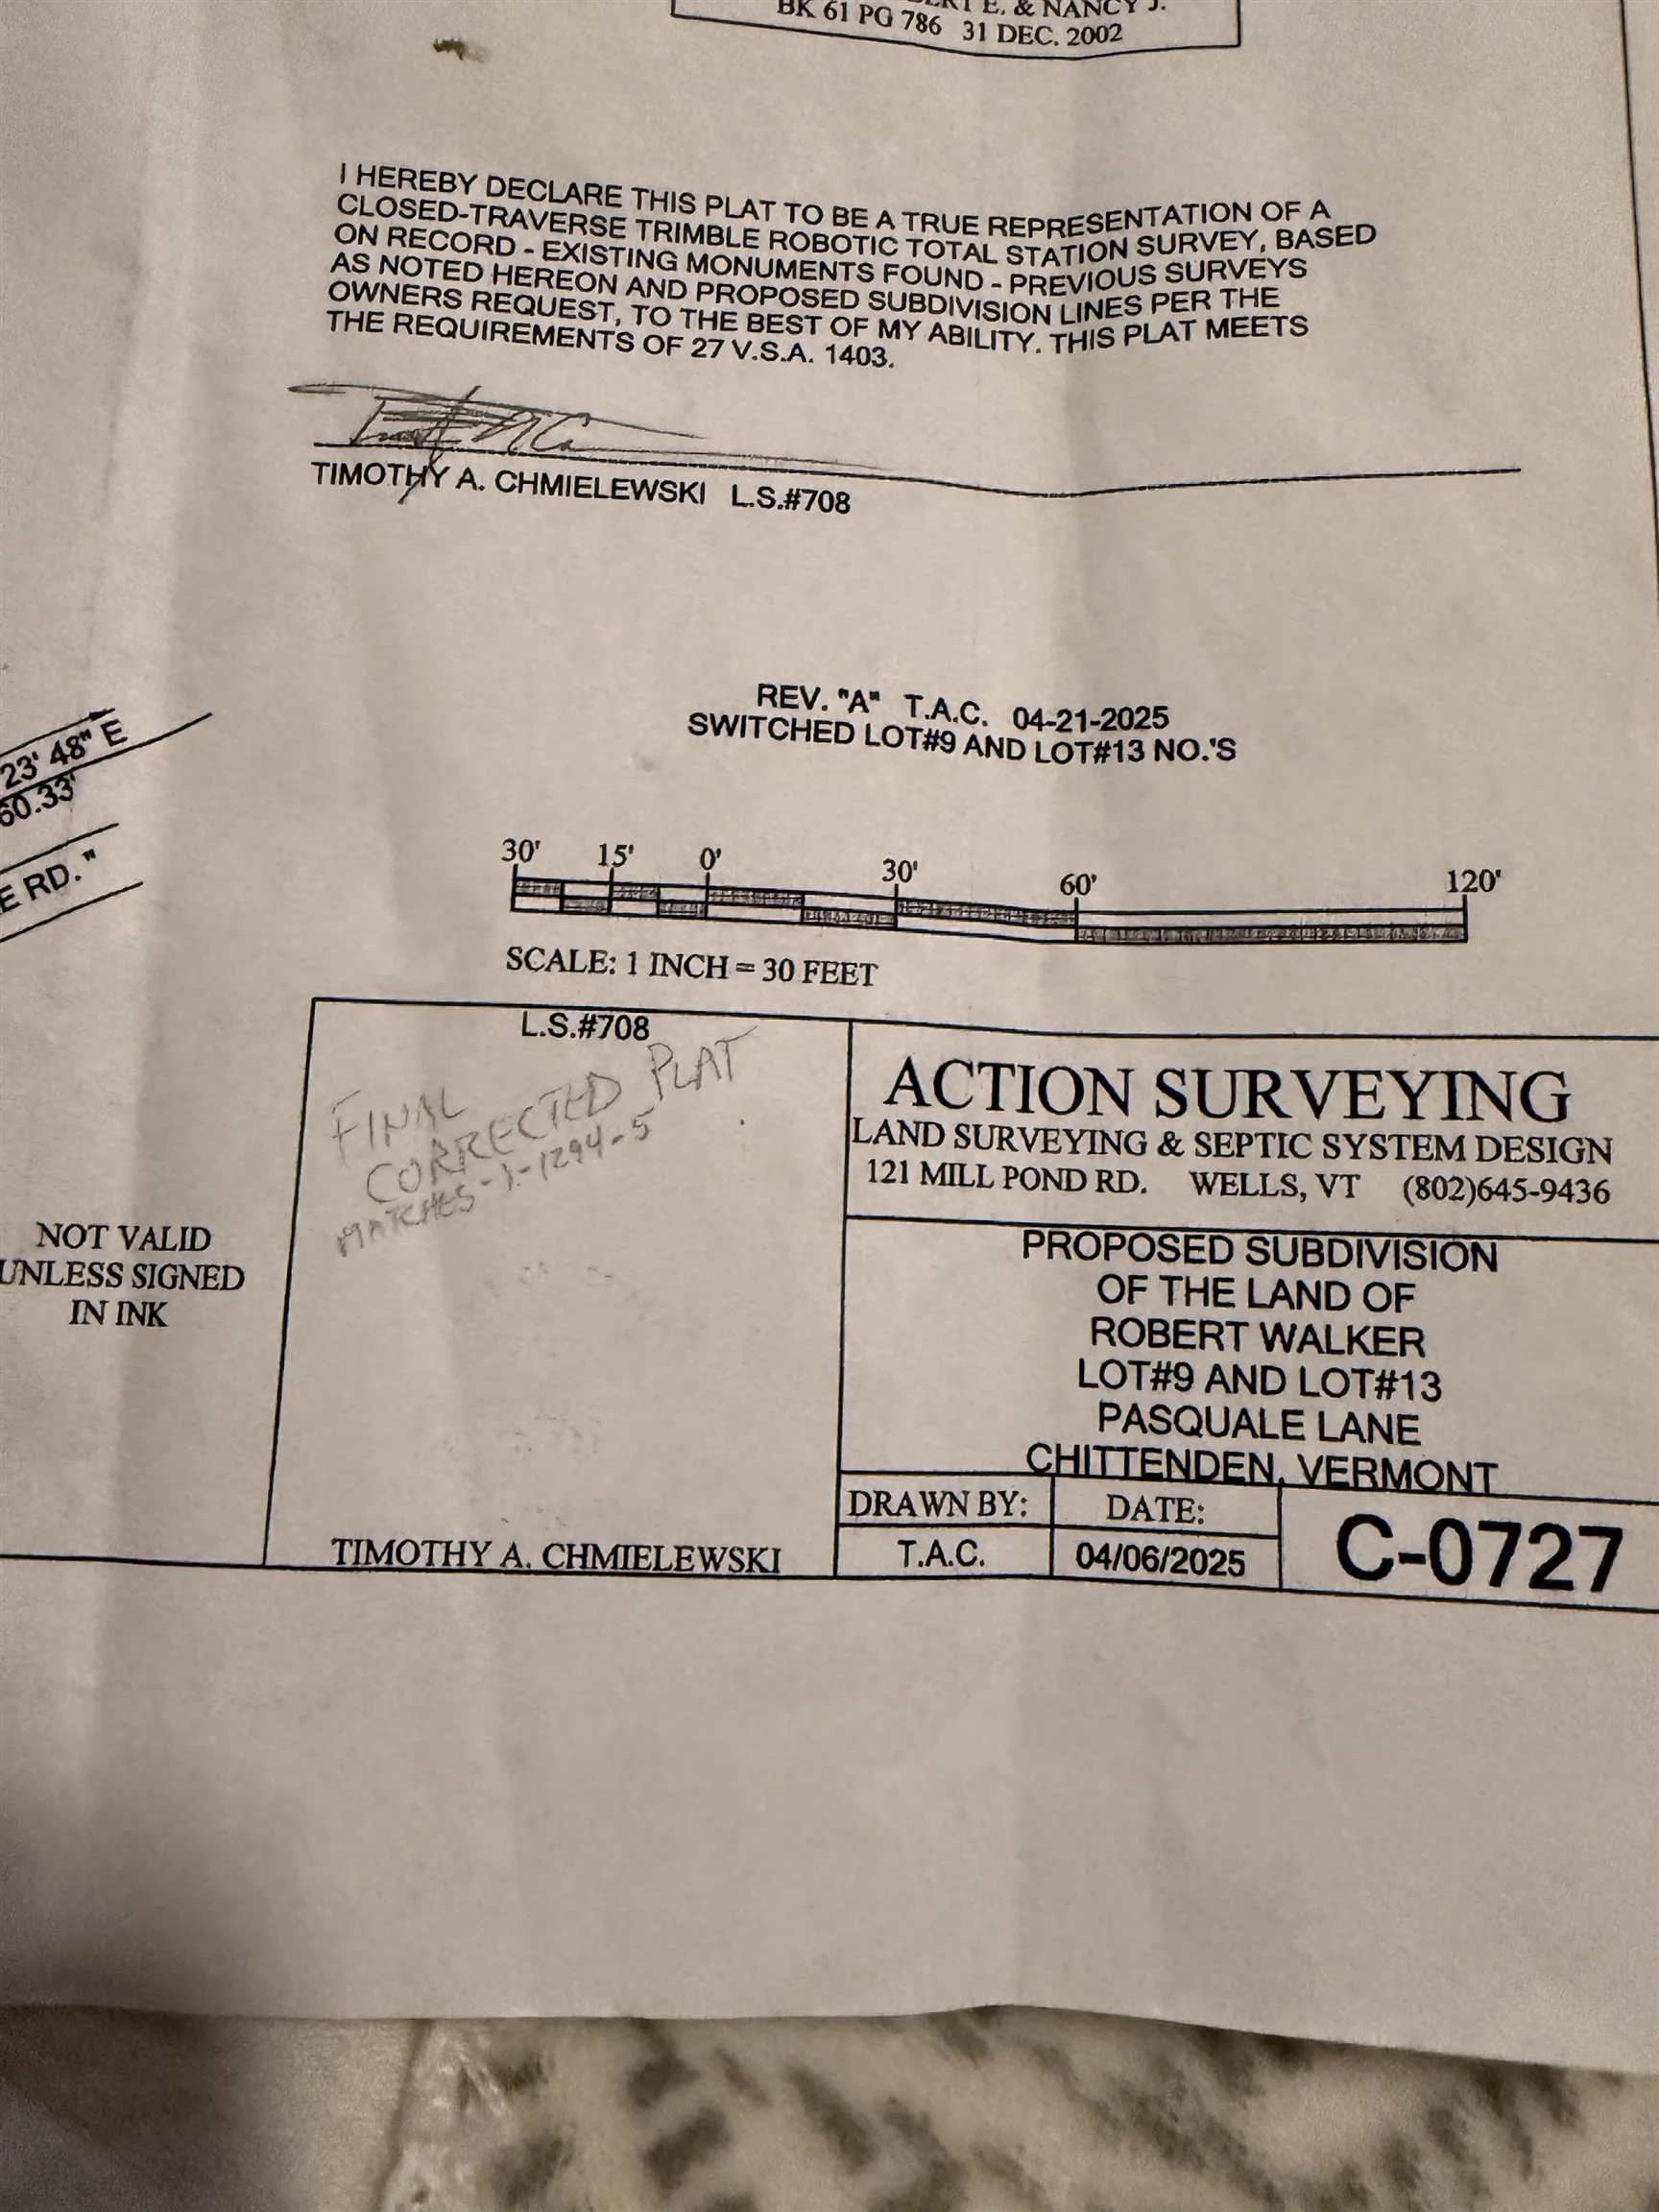 E. & NANCY J.
BK 61 PG 786 31 DEC. 2002
I HEREBY DECLARE THIS PLAT TO BE A TRUE REPRESENTATION OF A
CLOSED-TRAVERSE TRIMBLE ROBOTIC TOTAL STATION SURVEY, BASED
ON RECORD - EXISTING MONUMENTS FOUND - PREVIOUS SURVEYS
AS NOTED HEREON AND PROPOSED SUBDIVISION LINES PER THE
OWNERS REQUEST, TO THE BEST OF MY ABILITY. THIS PLAT MEETS
THE REQUIREMENTS OF 27 V.S.A. 1403.
TIMOTHY A. CHMIELEWSKI L.S.#708
REV. "A" T.A.C. 04-21-2025
SWITCHED LOT#9 AND LOT#13 NO.'S
23' 48" E
60.33'
E RD. "
30' 15' 0' 30' 60' 120'
SCALE: 1 INCH = 30 FEET
L.S.#708
FINAL
CORRECTED PLAT
MATCHES-1-1294-5
NOT VALID
UNLESS SIGNED
IN INK
TIMOTHY A. CHMIELEWSKI
ACTION SURVEYING
LAND SURVEYING & SEPTIC SYSTEM DESIGN
121 MILL POND RD. WELLS, VT (802)645-9436
PROPOSED SUBDIVISION
OF THE LAND OF
ROBERT WALKER
LOT#9 AND LOT#13
PASQUALE LANE
CHITTENDEN, VERMONT
DRAWN BY: DATE:
T.A.C. 04/06/2025
C-0727